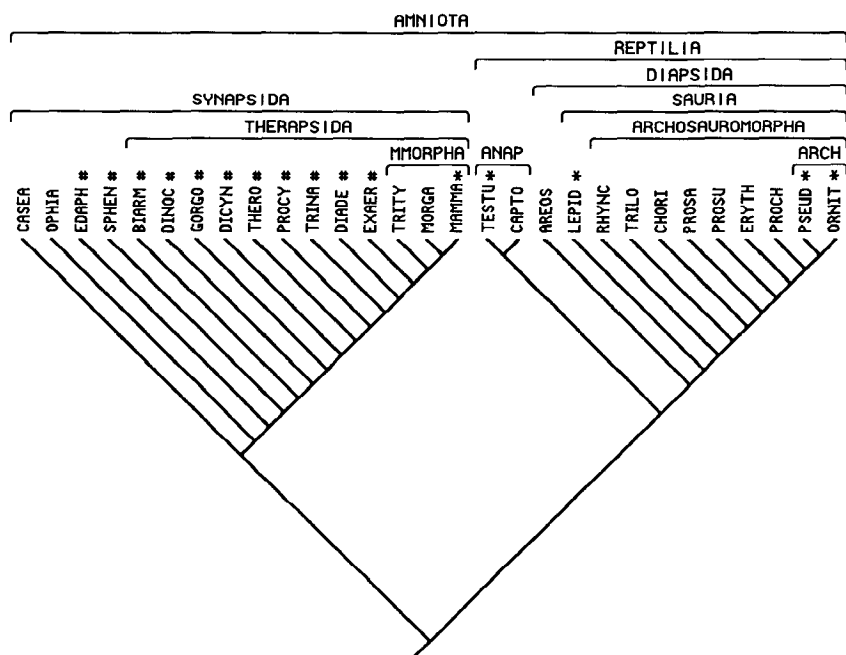 AMNIOTA
REPTILIA
DIAPSIDA
SYNAPSIDA SAURIA
THERAPSIDA ARCHOSAUROMORPHA
MMORPHA ANAP ARCH
CASEA
OPHIA
EDAPH #
SPHEN #
BIARM #
DINOC #
GORGO #
DICYN #
THERO #
PROCY #
TRINA #
DIADE #
EXAER #
TRITY
MORGA
MAMMA *
TESTU *
CAPTO
AREOS
LEPID *
RHYNC
TRILO
CHORI
PROSA
PROSU
ERYTH
PROCH
PSEUD *
ORNIT *